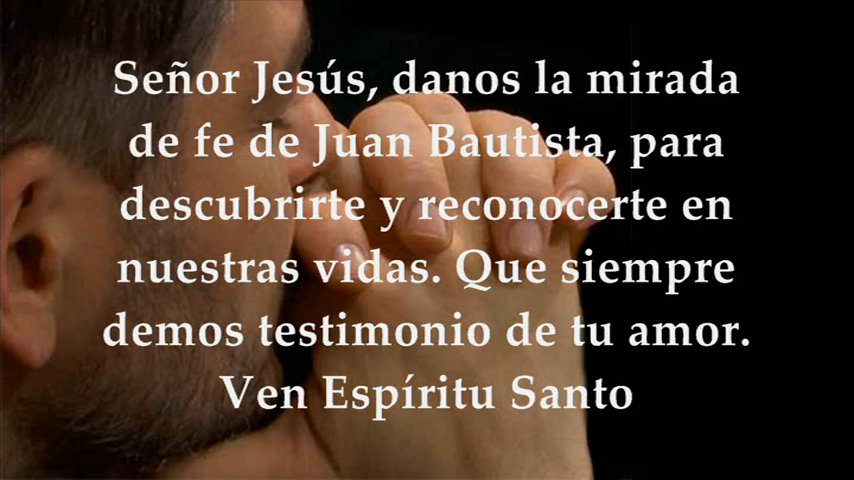 Señor Jesús, danos la mirada
de fe de Juan Bautista, para
descubrirte y reconocerte en
nuestras vidas. Que siempre
demos testimonio de tu amor.
Ven Espíritu Santo